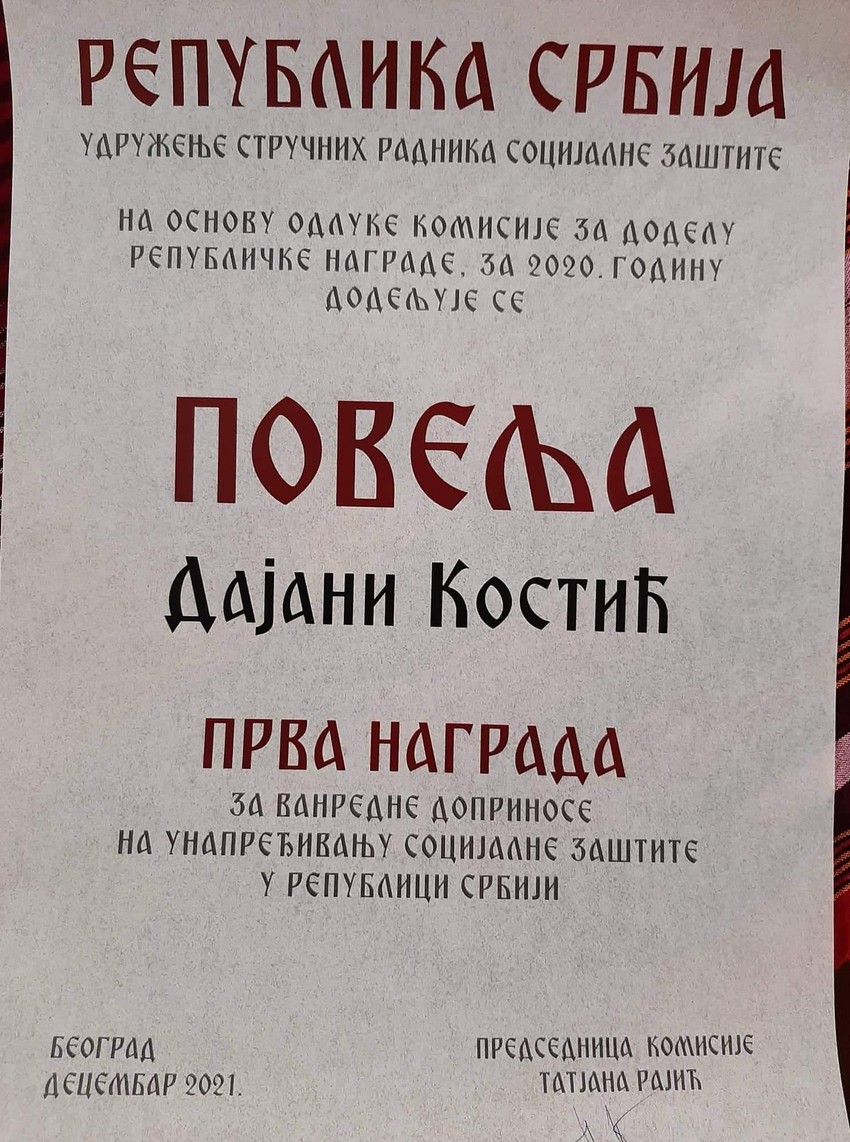 РЕПУБЛИКА СРБИЈА
УДРУЖЕЊЕ СТРУЧНИХ РАДНИКА СОЦИЈАЛНЕ ЗАШТИТЕ
НА ОСНОВУ ОДЛУКЕ КОМИСИЈЕ ЗА ДОДЕЛУ
РЕПУБЛИЧКЕ НАГРАДЕ, ЗА 2020. ГОДИНУ
ДОДЕЉУЈЕ СЕ
ПОВЕЉА
Дајани Костић
ПРВА НАГРАДА
ЗА ВАНРЕДНЕ ДОПРИНОСЕ
НА УНАПРЕЂИВАЊУ СОЦИЈАЛНЕ ЗАШТИТЕ
У РЕПУБЛИЦИ СРБИЈИ
БЕОГРАД
ДЕЦЕМБАР 2021.
ПРЕДСЕДНИЦА КОМИСИЈЕ
ТАТЈАНА РАЈИЋ